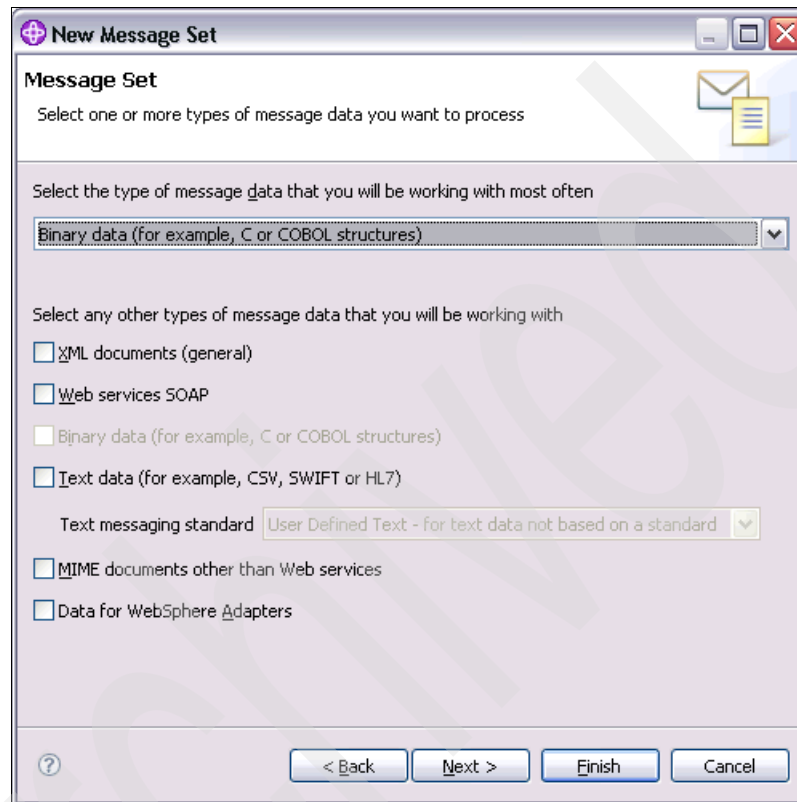 New Message Set
Message Set
Select one or more types of message data you want to process
Select the type of message data that you will be working with most often
Binary data (for example, C or COBOL structures)
Select any other types of message data that you will be working with
XML documents (general)
Web services SOAP
Binary data (for example, C or COBOL structures)
Text data (for example, CSV, SWIFT or HL7)
Text messaging standard User Defined Text - for text data not based on a standard
MIME documents other than Web services
Data for WebSphere Adapters
? < Back Next > Finish Cancel